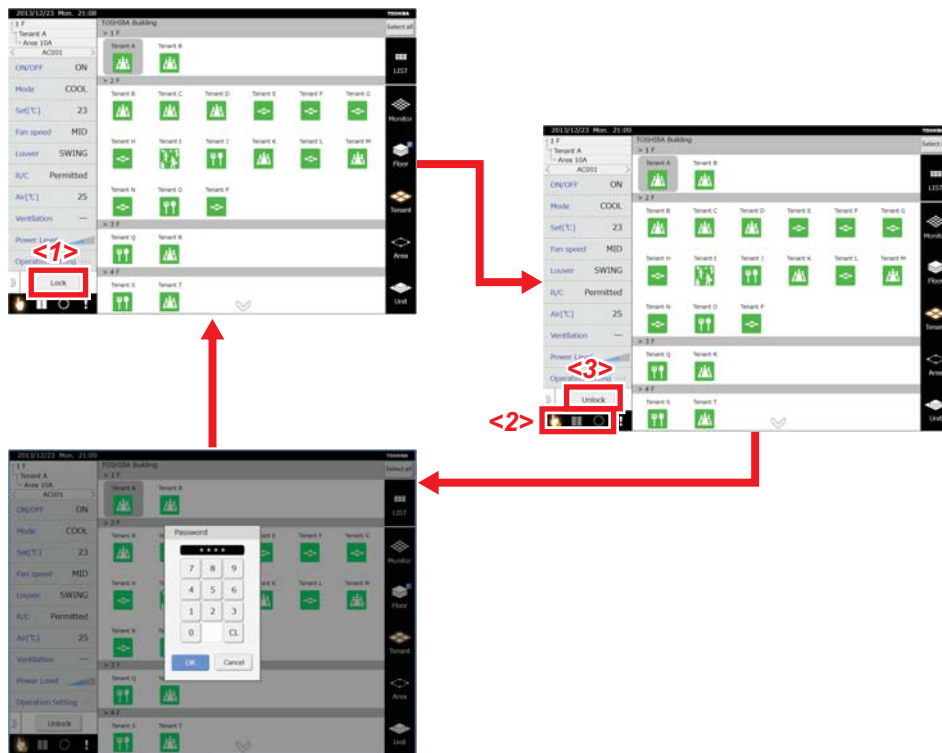 2013/12/23 Mon. 21:08
TOSHIBA
1 F
Tenant A
Area 10A
AC001
ON/OFF ON
Mode COOL
Set[℃] 23
Fan speed MID
Louver SWING
R/C Permitted
Air[℃] 25
Ventilation ---
Power Level
<1>
Lock
TOSHIBA Building
Select all
> 1 F
Tenant A Tenant B
> 2 F
Tenant B Tenant C Tenant D Tenant E Tenant F Tenant G
Tenant H Tenant I Tenant J Tenant K Tenant L Tenant M
Tenant N Tenant O Tenant P
> 3 F
Tenant Q Tenant R
> 4 F
Tenant S Tenant T
LIST
Monitor
Floor
Tenant
Area
Unit
2013/12/23 Mon. 21:09
TOSHIBA
1 F
Tenant A
Area 10A
AC001
ON/OFF ON
Mode COOL
Set[℃] 23
Fan speed MID
Louver SWING
R/C Permitted
Air[℃] 25
Ventilation ---
Power Level
<3>
Unlock
<2>
TOSHIBA Building
Select
> 1 F
Tenant A Tenant B
> 2 F
Tenant B Tenant C Tenant D Tenant E Tenant F Tenant G
Tenant H Tenant I Tenant J Tenant K Tenant L Tenant M
Tenant N Tenant O Tenant P
> 3 F
Tenant Q Tenant R
> 4 F
Tenant S Tenant T
LIST
Floor
Area
Unit
2013/12/23 Mon. 21:09
TOSHIBA
1 F
Tenant A
Area 10A
AC001
ON/OFF ON
Mode COOL
Set[℃] 23
Fan speed MID
Louver SWING
R/C Permitted
Air[℃] 25
Ventilation ---
Power Level
Operation Setting ---
Unlock
TOSHIBA Building
Select all
> 1 F
Tenant A Tenant B
> 2 F
Tenant B Tenant F Tenant G
Tenant H Tenant L Tenant M
Tenant N
> 3 F
Tenant Q
> 4 F
Tenant S Tenant T
Password
****
7 8 9
4 5 6
1 2 3
0 CL
OK Cancel
LIST
Monitor
Floor
Tenant
Area
Unit